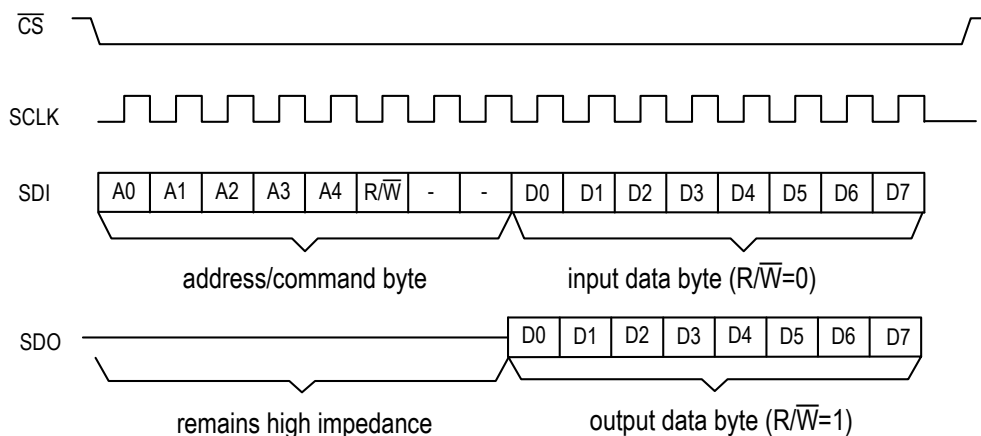 C̅S̅
SCLK
SDI A0 A1 A2 A3 A4 R/W̅ - - D0 D1 D2 D3 D4 D5 D6 D7
address/command byte input data byte (R/W̅=0)
SDO D0 D1 D2 D3 D4 D5 D6 D7
remains high impedance output data byte (R/W̅=1)